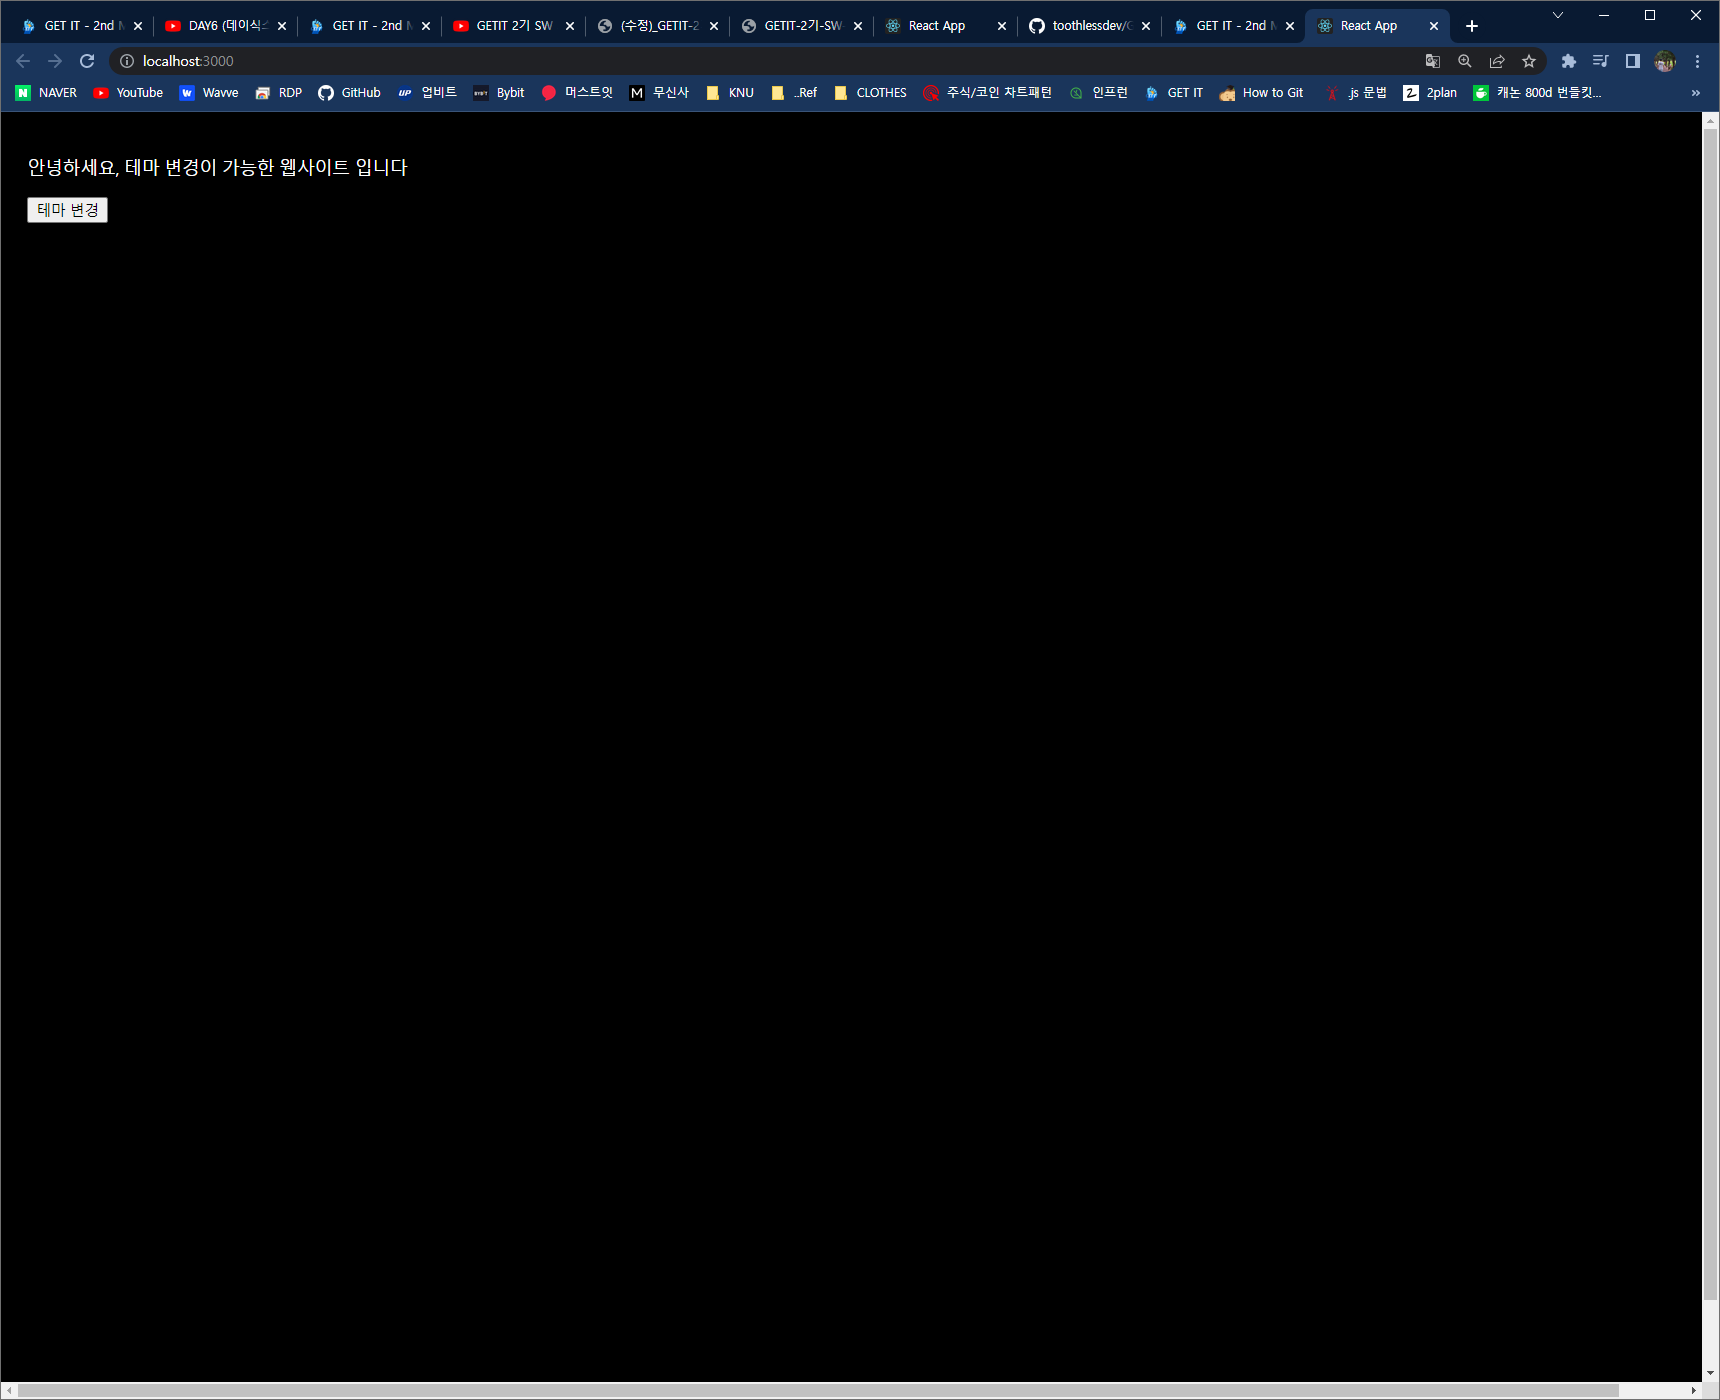 GET IT - 2nd
DAY6 (데이식스
GET IT - 2nd
GETIT 2기 SW
(수정)_GETIT-2
GETIT-2기-SW-
React App
toothlessdev/G
GET IT - 2nd
React App
localhost:3000
NAVER YouTube Wavve RDP GitHub UP 업비트 BYBIT Bybit 머스트잇 M 무신사 KNU ..Ref CLOTHES 주식/코인 차트패턴 인프런 GET IT How to Git .js 문법 2plan 캐논 800d 번들킷...
안녕하세요, 테마 변경이 가능한 웹사이트 입니다
테마 변경